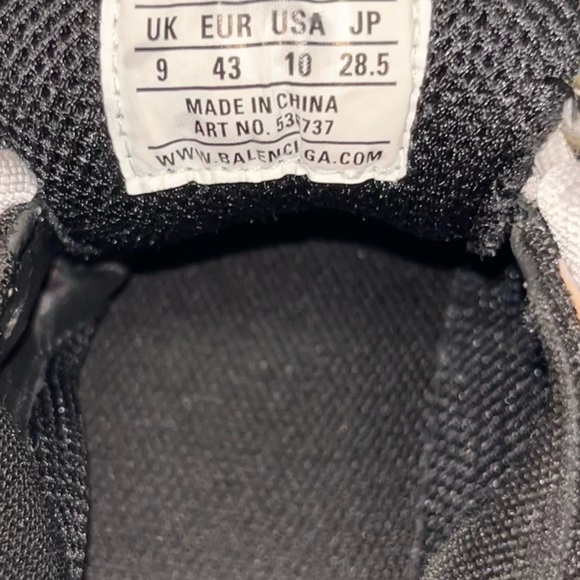 UK EUR USA JP
9 43 10 28.5
MADE IN CHINA
ART NO.
WWW.BALENCIAGA.COM